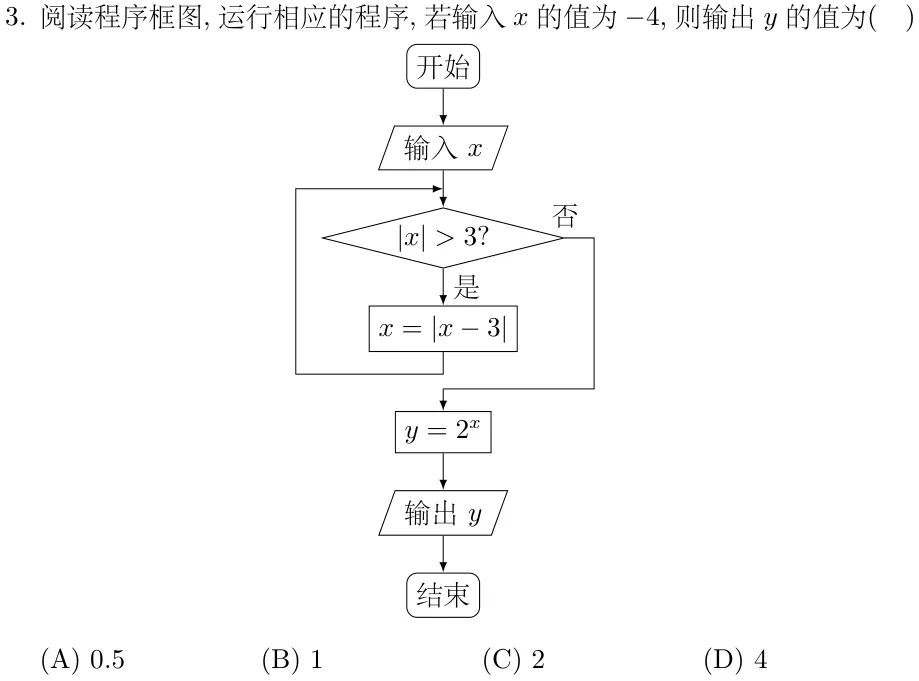 3. 阅读程序框图, 运行相应的程序, 若输入 x 的值为 −4, 则输出 y 的值为( )
开始
输入 x
|x| > 3?
否
是
x = |x − 3|
y = 2^x
输出 y
结束
(A) 0.5 (B) 1 (C) 2 (D) 4